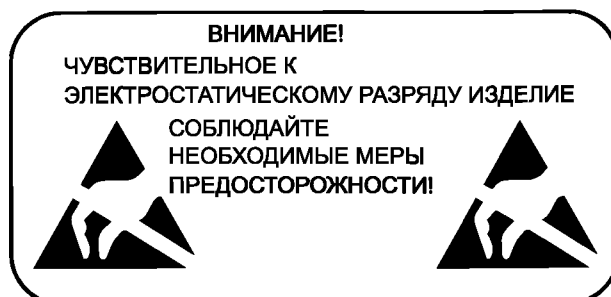 ВНИМАНИЕ!
ЧУВСТВИТЕЛЬНОЕ К
ЭЛЕКТРОСТАТИЧЕСКОМУ РАЗРЯДУ ИЗДЕЛИЕ
СОБЛЮДАЙТЕ
НЕОБХОДИМЫЕ МЕРЫ
ПРЕДОСТОРОЖНОСТИ!